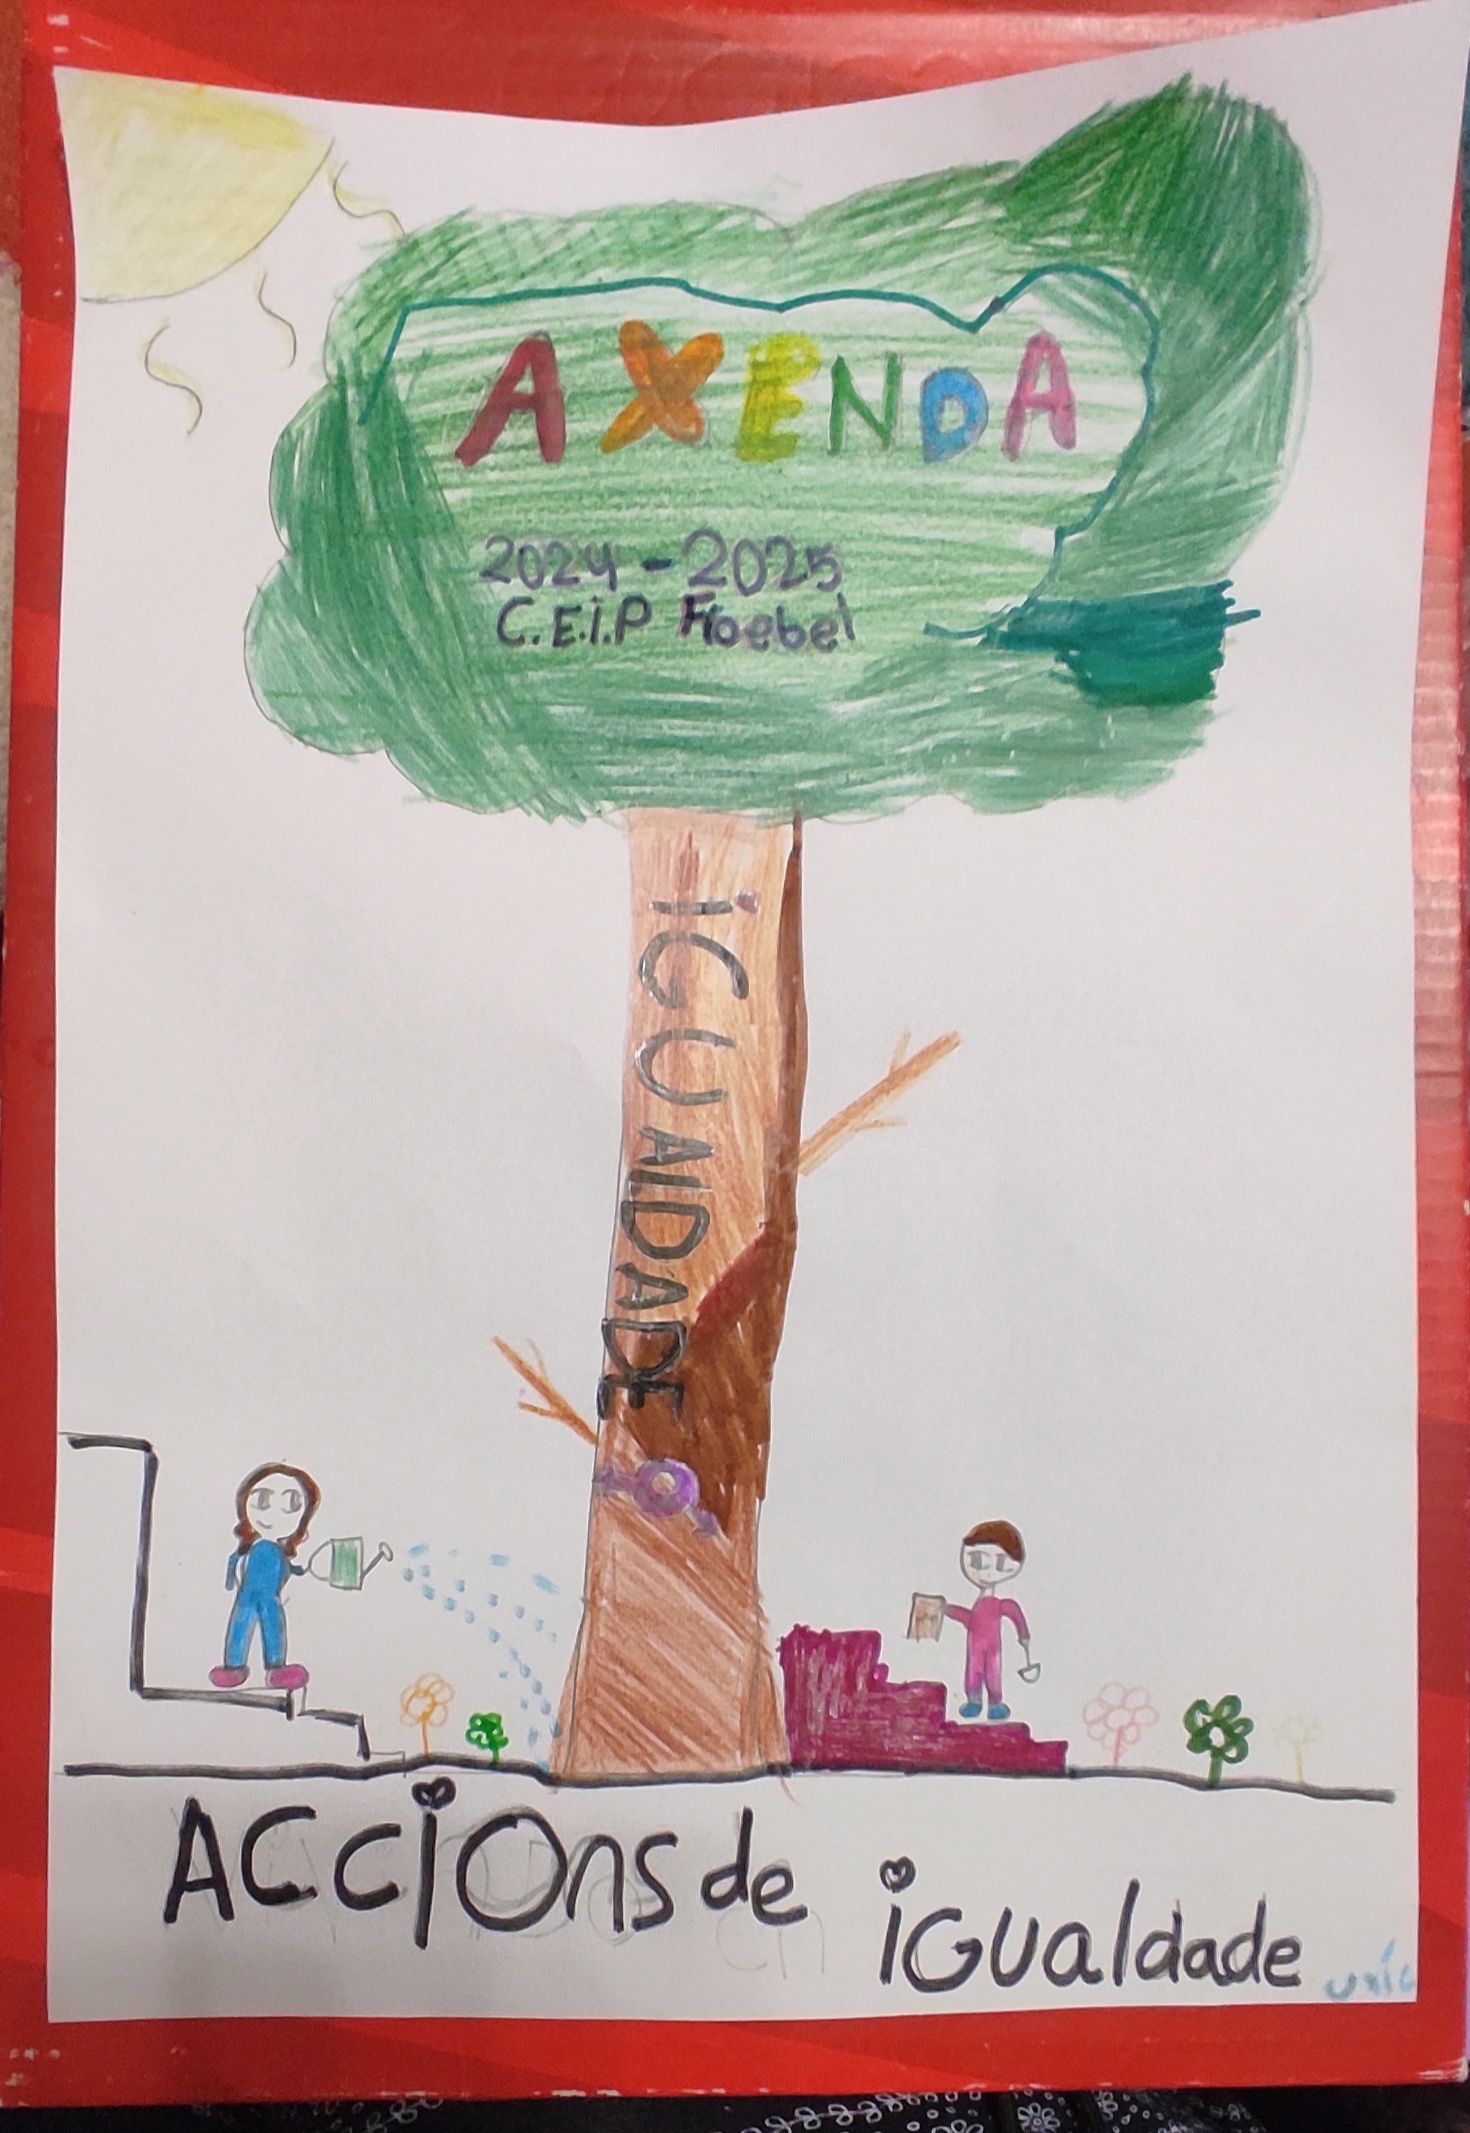 AXENDA
2024-2025
C.E.i.P Froebel
iGUAlDADE
ACciOns de
iGualdade